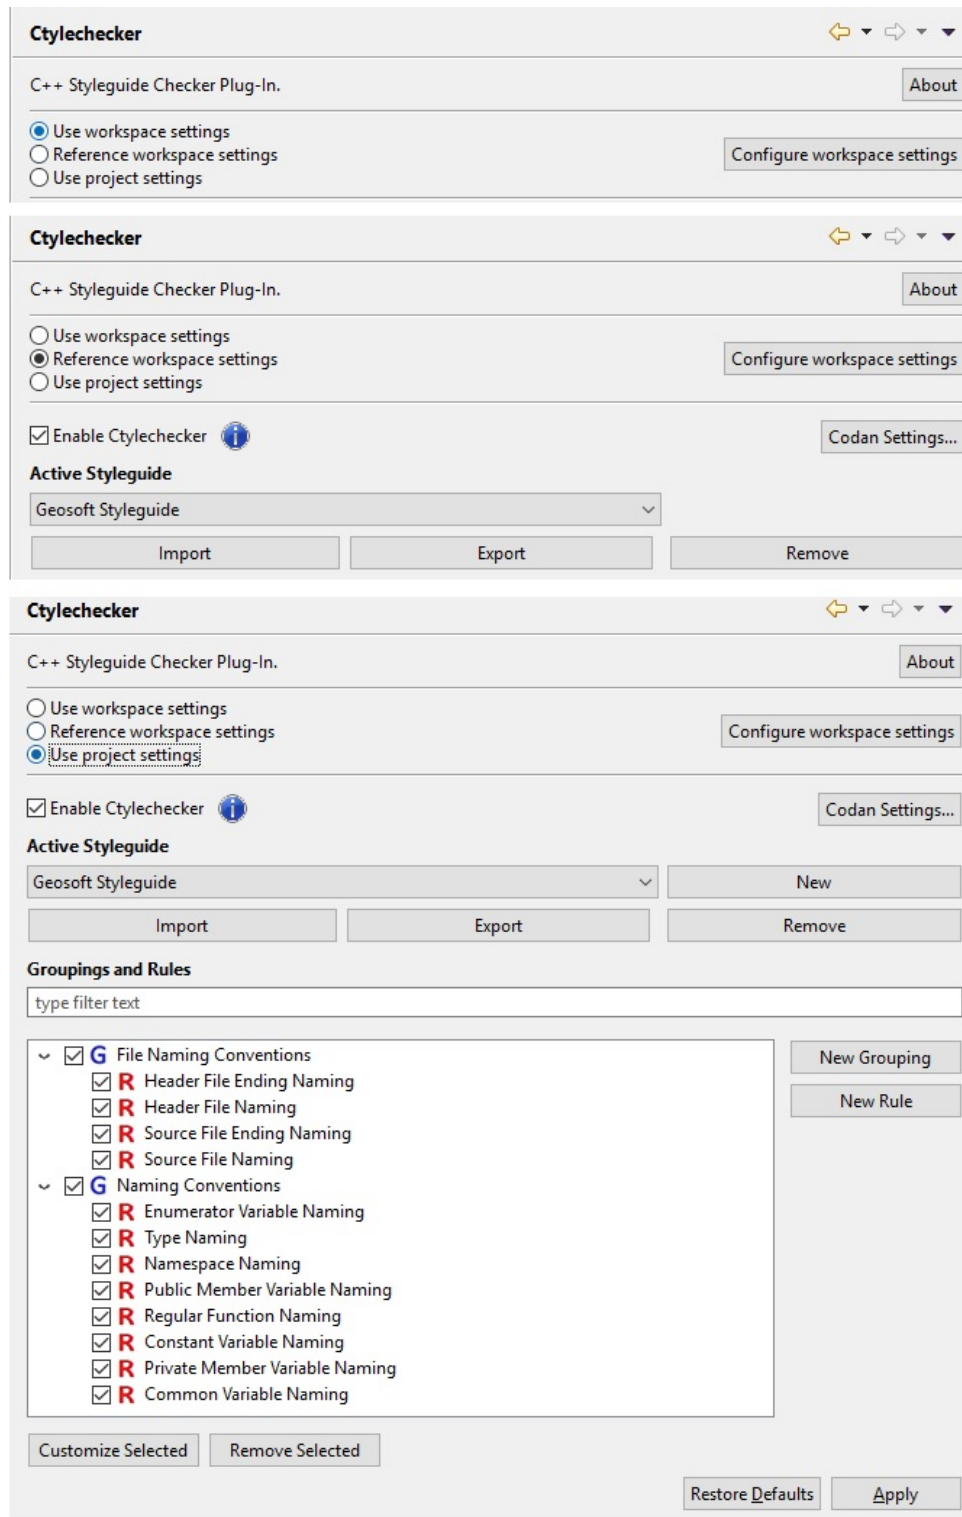 Ctylechecker
C++ Styleguide Checker Plug-In.
About
Use workspace settings
Reference workspace settings
Configure workspace settings
Use project settings
Ctylechecker
C++ Styleguide Checker Plug-In.
About
Use workspace settings
Reference workspace settings
Configure workspace settings
Use project settings
Enable Ctylechecker
Codan Settings...
Active Styleguide
Geosoft Styleguide
Import Export Remove
Ctylechecker
C++ Styleguide Checker Plug-In.
About
Use workspace settings
Reference workspace settings
Configure workspace settings
Use project settings
Enable Ctylechecker
Codan Settings...
Active Styleguide
Geosoft Styleguide
New
Import Export Remove
Groupings and Rules
type filter text
G File Naming Conventions
New Grouping
R Header File Ending Naming
R Header File Naming
New Rule
R Source File Ending Naming
R Source File Naming
G Naming Conventions
R Enumerator Variable Naming
R Type Naming
R Namespace Naming
R Public Member Variable Naming
R Regular Function Naming
R Constant Variable Naming
R Private Member Variable Naming
R Common Variable Naming
Customize Selected Remove Selected
Restore Defaults Apply